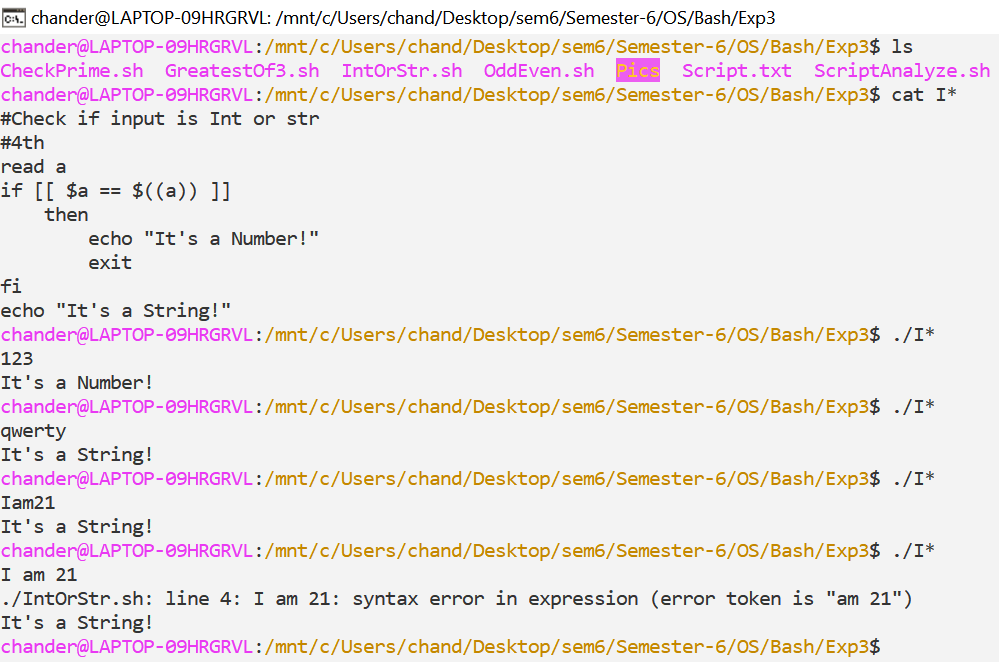 chander@LAPTOP-09HRGRVL: /mnt/c/Users/chand/Desktop/sem6/Semester-6/OS/Bash/Exp3
chander@LAPTOP-09HRGRVL:/mnt/c/Users/chand/Desktop/sem6/Semester-6/OS/Bash/Exp3$ ls
CheckPrime.sh  GreatestOf3.sh  IntOrStr.sh  OddEven.sh  Pics  Script.txt  ScriptAnalyze.sh
chander@LAPTOP-09HRGRVL:/mnt/c/Users/chand/Desktop/sem6/Semester-6/OS/Bash/Exp3$ cat I*
#Check if input is Int or str
#4th
read a
if [[ $a == $((a)) ]]
    then
        echo "It's a Number!"
        exit
fi
echo "It's a String!"
chander@LAPTOP-09HRGRVL:/mnt/c/Users/chand/Desktop/sem6/Semester-6/OS/Bash/Exp3$ ./I*
123
It's a Number!
chander@LAPTOP-09HRGRVL:/mnt/c/Users/chand/Desktop/sem6/Semester-6/OS/Bash/Exp3$ ./I*
qwerty
It's a String!
chander@LAPTOP-09HRGRVL:/mnt/c/Users/chand/Desktop/sem6/Semester-6/OS/Bash/Exp3$ ./I*
Iam21
It's a String!
chander@LAPTOP-09HRGRVL:/mnt/c/Users/chand/Desktop/sem6/Semester-6/OS/Bash/Exp3$ ./I*
I am 21
./IntOrStr.sh: line 4: I am 21: syntax error in expression (error token is "am 21")
It's a String!
chander@LAPTOP-09HRGRVL:/mnt/c/Users/chand/Desktop/sem6/Semester-6/OS/Bash/Exp3$